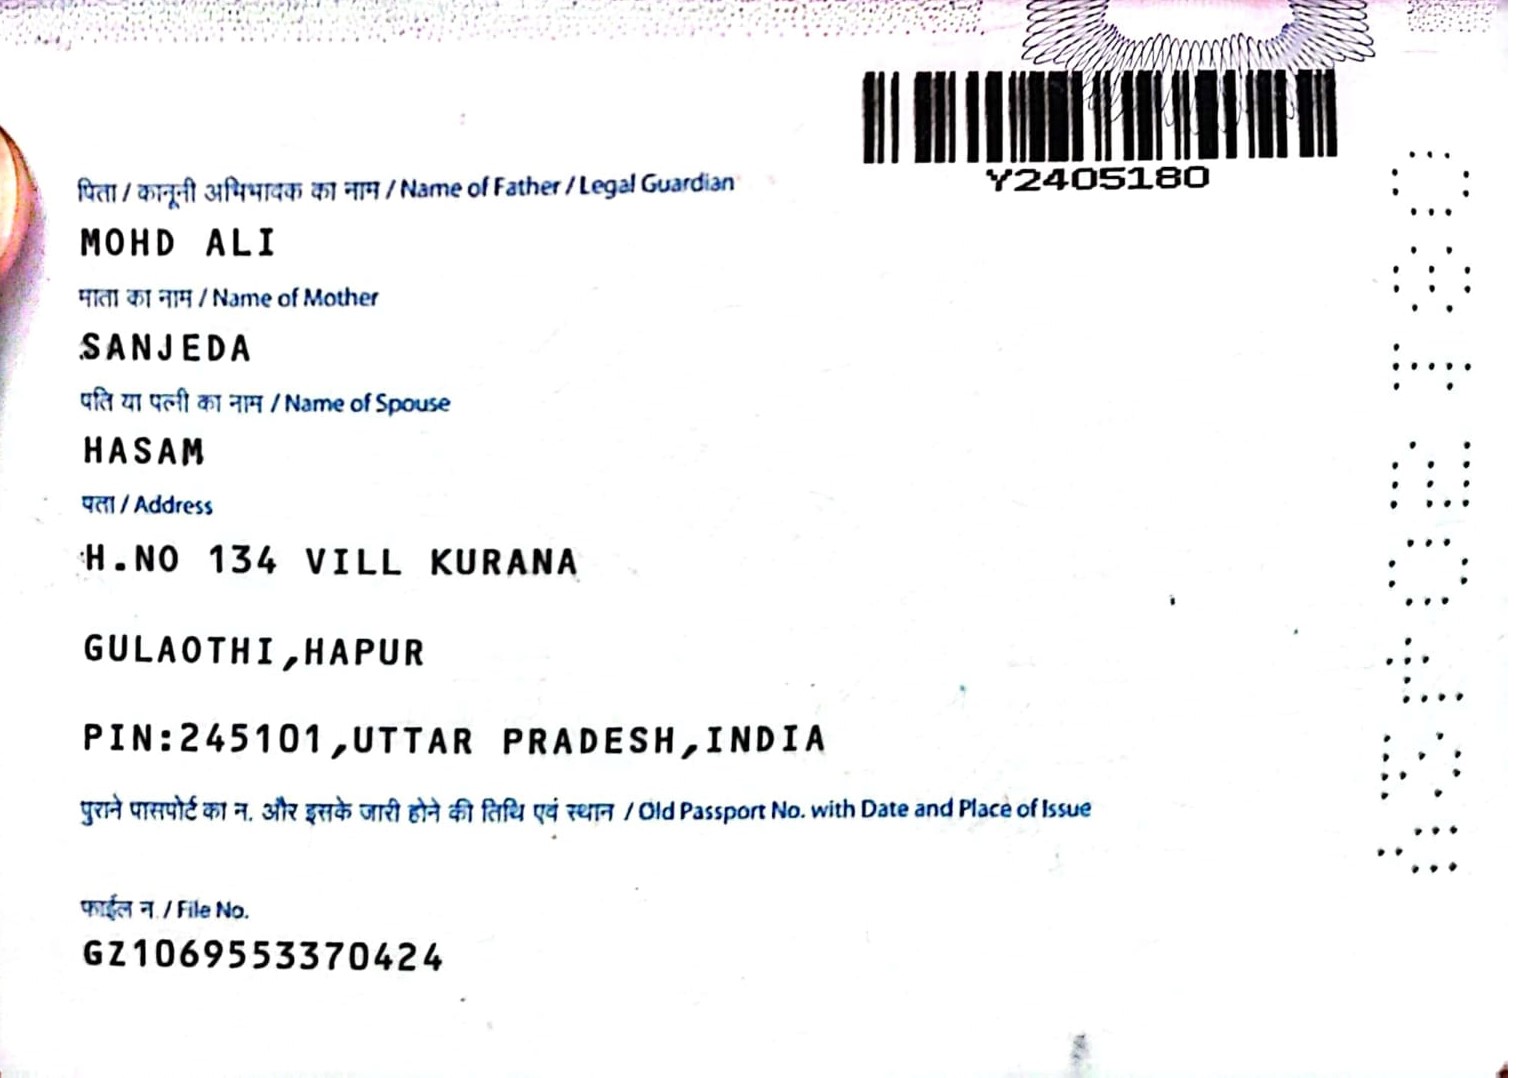 Y2405180
पिता / कानूनी अभिभावक का नाम / Name of Father / Legal Guardian
MOHD ALI
माता का नाम / Name of Mother
SANJEDA
पति या पत्नी का नाम / Name of Spouse
HASAM
पता / Address
H.NO 134 VILL KURANA
GULAOTHI,HAPUR
PIN:245101,UTTAR PRADESH,INDIA
पुराने पासपोर्ट का न. और इसके जारी होने की तिथि एवं स्थान / Old Passport No. with Date and Place of Issue
फाईल न. / File No.
GZ1069553370424
Y2405180